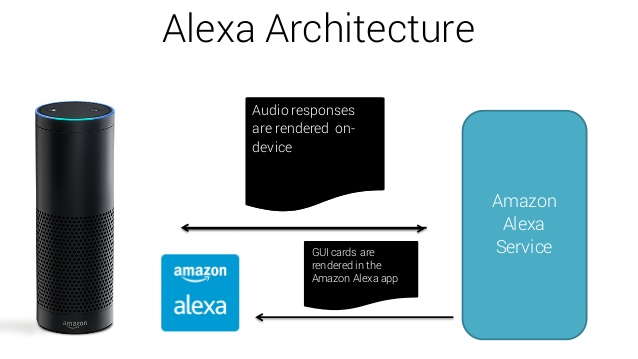 Alexa Architecture
Audio responses
are rendered on-
device
Amazon
Alexa
Service
GUI cards are
rendered in the
Amazon Alexa app
amazon
alexa
amazon